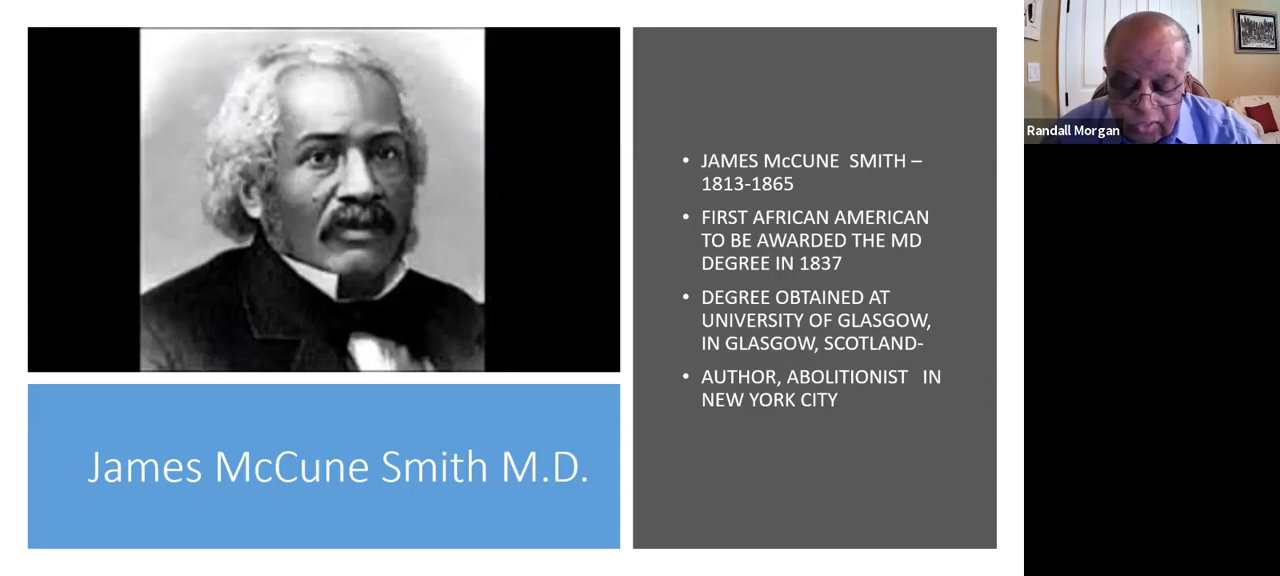 • JAMES McCUNE  SMITH –
1813-1865
• FIRST AFRICAN AMERICAN
TO BE AWARDED THE MD
DEGREE IN 1837
• DEGREE OBTAINED AT
UNIVERSITY OF GLASGOW,
IN GLASGOW, SCOTLAND-
• AUTHOR, ABOLITIONIST   IN
NEW YORK CITY
James McCune Smith M.D.
Randall Morgan